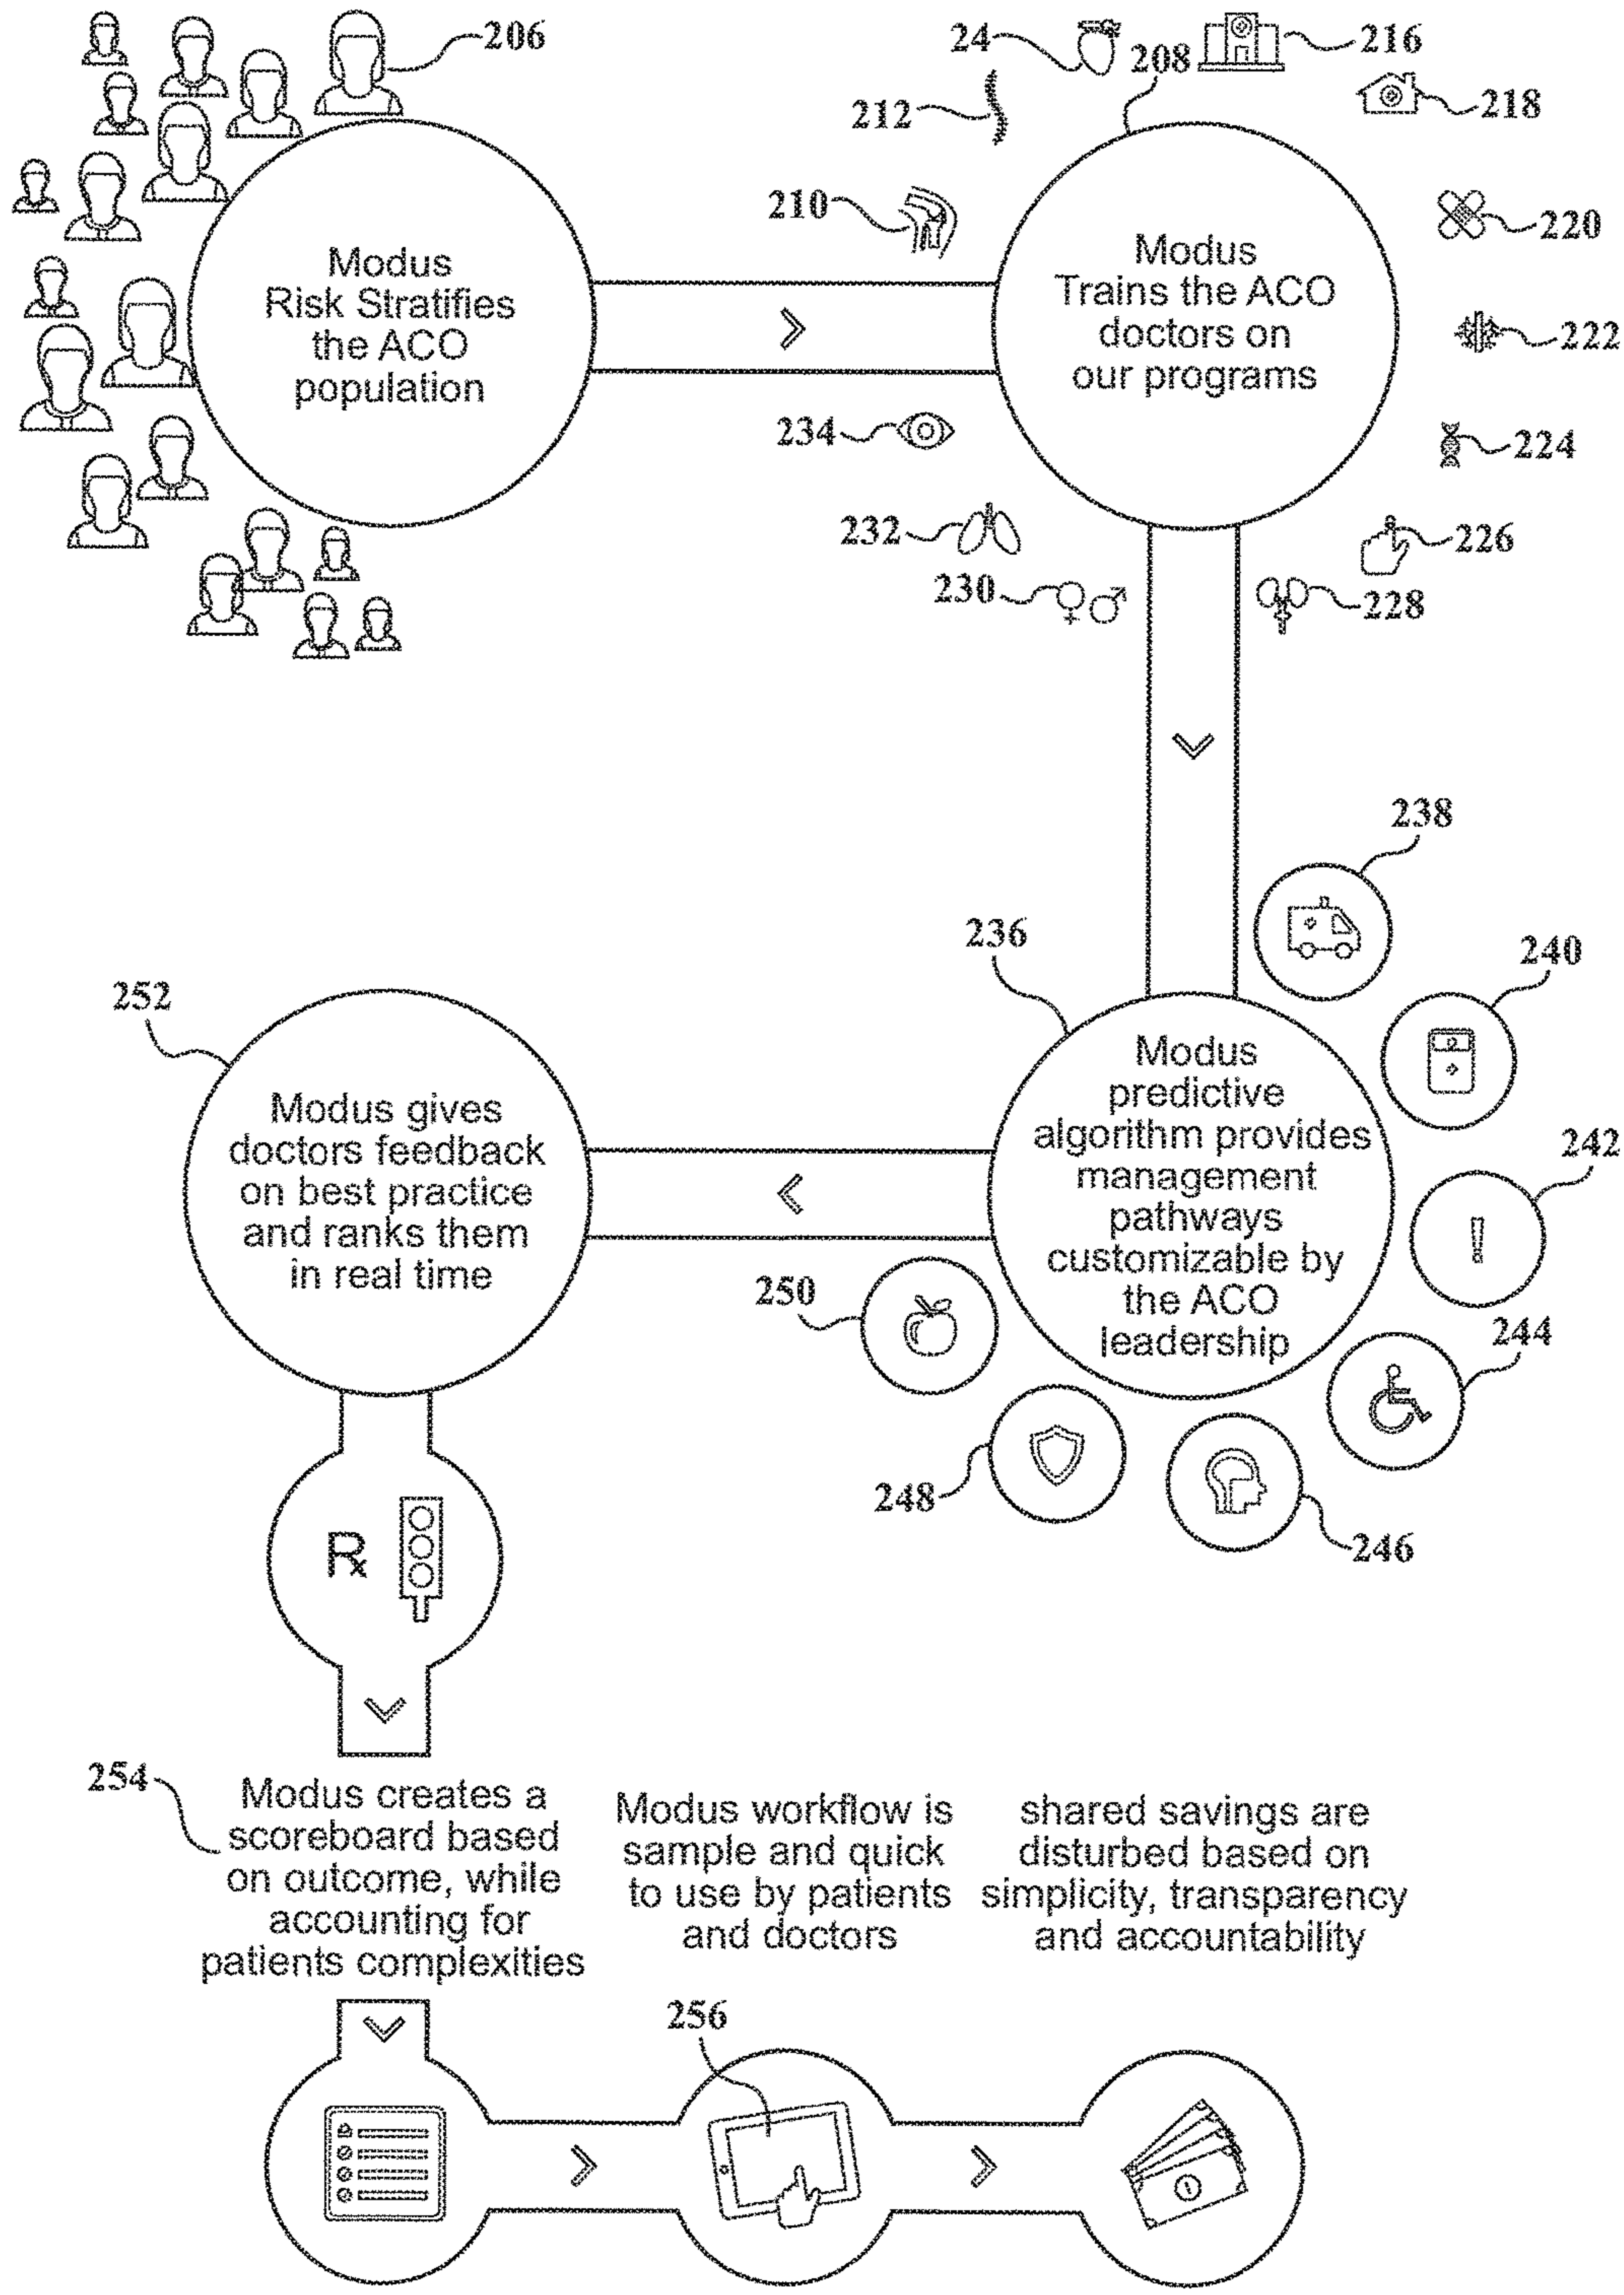 206
24
208
216
212
218
210
220
222
Modus
Risk Stratifies
the ACO
population
Modus
Trains the ACO
doctors on
our programs
234
224
232
226
230
228
238
236
240
252
242
Modus
predictive
algorithm provides
management
pathways
customizable by
the ACO
leadership
Modus gives
doctors feedback
on best practice
and ranks them
in real time
250
244
248
246
Rx
254
Modus creates a
scoreboard based
on outcome, while
accounting for
patients complexities
Modus workflow is
sample and quick
to use by patients
and doctors
shared savings are
disturbed based on
simplicity, transparency
and accountability
256